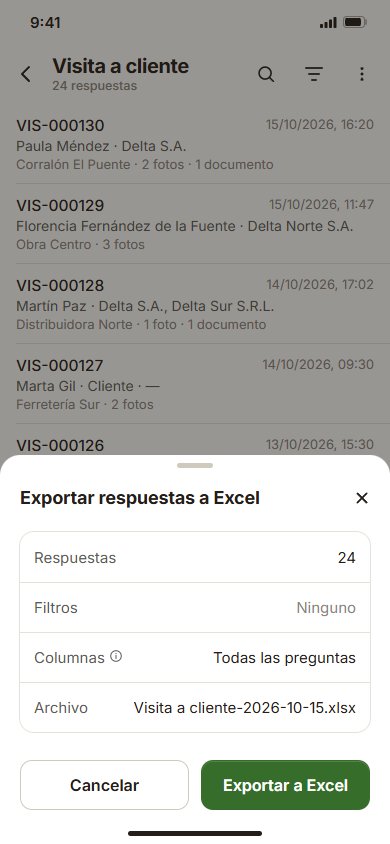 9:41
Visita a cliente
24 respuestas
VIS-000130 15/10/2026, 16:20
Paula Méndez · Delta S.A.
Corralón El Puente · 2 fotos · 1 documento
VIS-000129 15/10/2026, 11:47
Florencia Fernández de la Fuente · Delta Norte S.A.
Obra Centro · 3 fotos
VIS-000128 14/10/2026, 17:02
Martín Paz · Delta S.A., Delta Sur S.R.L.
Distribuidora Norte · 1 foto · 1 documento
VIS-000127 14/10/2026, 09:30
Marta Gil · Cliente · —
Ferretería Sur · 2 fotos
VIS-000126 13/10/2026, 15:30
Exportar respuestas a Excel
Respuestas 24
Filtros Ninguno
Columnas Todas las preguntas
Archivo Visita a cliente-2026-10-15.xlsx
Cancelar Exportar a Excel